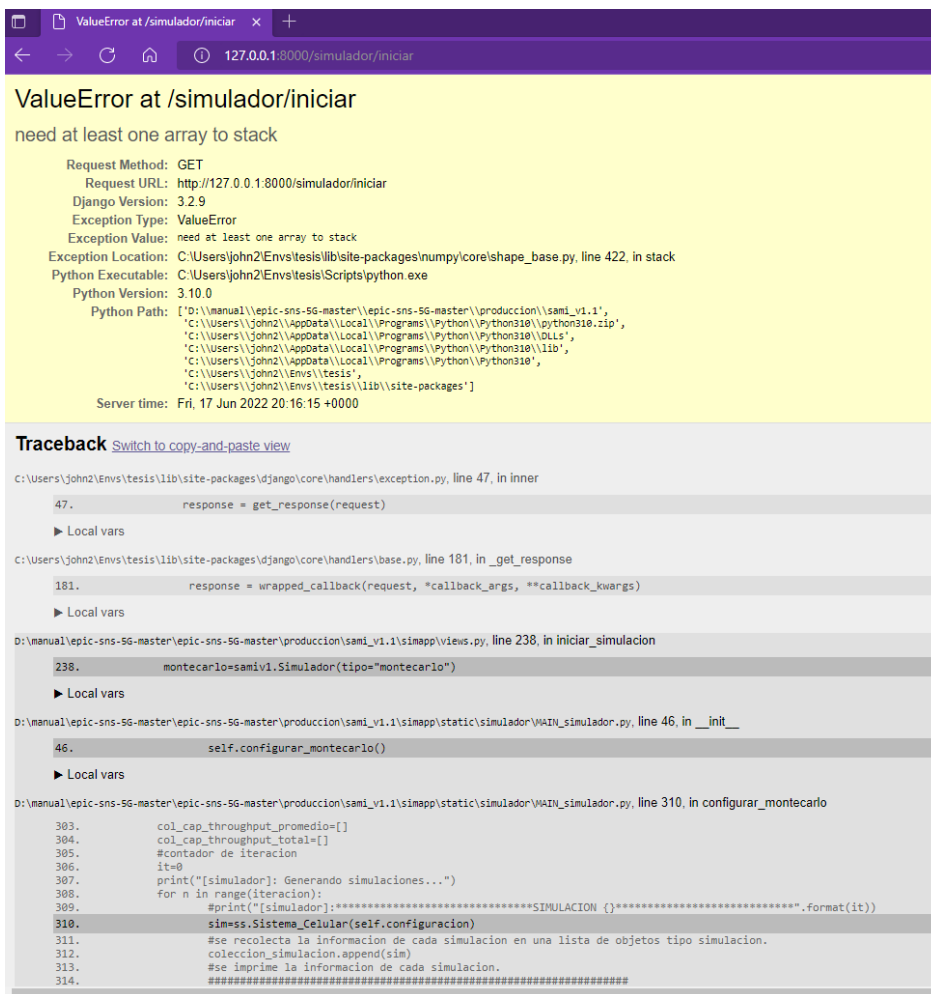 ValueError at /simulador/iniciar
127.0.0.1:8000/simulador/iniciar
ValueError at /simulador/iniciar
need at least one array to stack
Request Method: GET
Request URL: http://127.0.0.1:8000/simulador/iniciar
Django Version: 3.2.9
Exception Type: ValueError
Exception Value: need at least one array to stack
Exception Location: C:\Users\john2\Envs\tesis\lib\site-packages\numpy\core\shape_base.py, line 422, in stack
Python Executable: C:\Users\john2\Envs\tesis\Scripts\python.exe
Python Version: 3.10.0
Python Path: ['D:\\manual\\epic-sns-5G-master\\epic-sns-5G-master\\produccion\\sami_v1.1',
'C:\\Users\\john2\\AppData\\Local\\Programs\\Python\\Python310\\python310.zip',
'C:\\Users\\john2\\AppData\\Local\\Programs\\Python\\Python310\\DLLs',
'C:\\Users\\john2\\AppData\\Local\\Programs\\Python\\Python310\\lib',
'C:\\Users\\john2\\AppData\\Local\\Programs\\Python\\Python310',
'C:\\Users\\john2\\Envs\\tesis',
'C:\\Users\\john2\\Envs\\tesis\\lib\\site-packages']
Server time: Fri, 17 Jun 2022 20:16:15 +0000
Traceback Switch to copy-and-paste view
C:\Users\john2\Envs\tesis\lib\site-packages\django\core\handlers\exception.py, line 47, in inner
47. response = get_response(request)
▶ Local vars
C:\Users\john2\Envs\tesis\lib\site-packages\django\core\handlers\base.py, line 181, in _get_response
181. response = wrapped_callback(request, *callback_args, **callback_kwargs)
▶ Local vars
D:\manual\epic-sns-5G-master\epic-sns-5G-master\produccion\sami_v1.1\simapp\views.py, line 238, in iniciar_simulacion
238. montecarlo=samiv1.Simulador(tipo="montecarlo")
▶ Local vars
D:\manual\epic-sns-5G-master\epic-sns-5G-master\produccion\sami_v1.1\simapp\static\simulador\MAIN_simulador.py, line 46, in __init__
46. self.configurar_montecarlo()
▶ Local vars
D:\manual\epic-sns-5G-master\epic-sns-5G-master\produccion\sami_v1.1\simapp\static\simulador\MAIN_simulador.py, line 310, in configurar_montecarlo
303. col_cap_throughput_promedio=[]
304. col_cap_throughput_total=[]
305. #contador de iteracion
306. it=0
307. print("[simulador]: Generando simulaciones...")
308. for n in range(iteracion):
309. #print("[simulador]:*******************************SIMULACION {}****************************".format(it))
310. sim=ss.Sistema_Celular(self.configuracion)
311. #se recolecta la informacion de cada simulacion en una lista de objetos tipo simulacion.
312. coleccion_simulacion.append(sim)
313. #se imprime la informacion de cada simulacion.
314. #################################################################